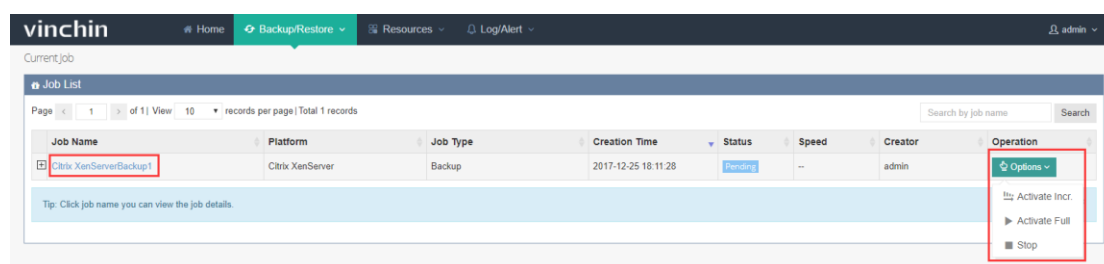 vinchin Home Backup/Restore Resources Log/Alert admin
Current Job
Job List
Page < 1 > of 1| View 10 records per page|Total 1 records Search by job name Search
Job Name Platform Job Type Creation Time Status Speed Creator Operation
Citrix XenServerBackup1 Citrix XenServer Backup 2017-12-25 18:11:28 Pending -- admin Options
Tip: Click job name you can view the job details.
Activate Incr.
Activate Full
Stop